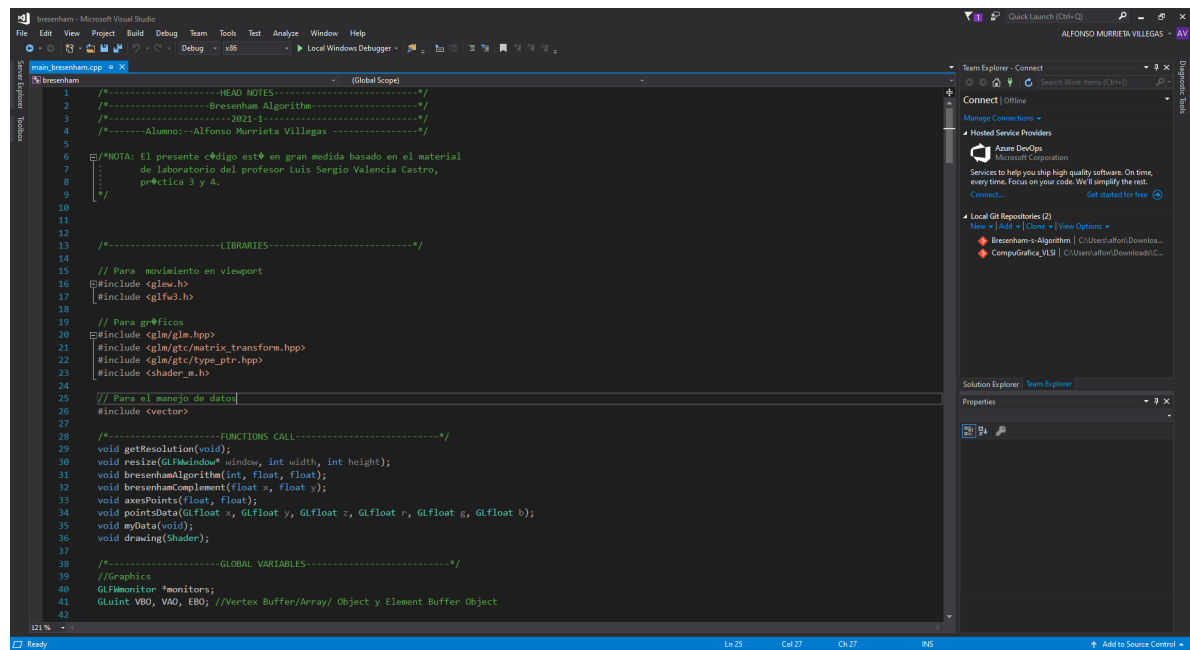 bresenham - Microsoft Visual Studio
1
Quick Launch (Ctrl+Q)
File Edit View Project Build Debug Team Tools Test Analyze Window Help
ALFONSO MURRIETA VILLEGAS
AV
Debug x86 Local Windows Debugger
Server Explorer
Toolbox
main_bresenham.cpp
bresenham
(Global Scope)
1 /*----------------------HEAD NOTES----------------------------*/
2 /*--------------------Bresenham Algorithm---------------------*/
3 /*------------------------2021-1------------------------------*/
4 /*-------Alumno:--Alfonso Murrieta Villegas -----------------*/
5
6 /*NOTA: El presente c�digo est� en gran medida basado en el material
7 de laboratorio del profesor Luis Sergio Valencia Castro,
8 pr�ctica 3 y 4.
9 */
10
11
12
13 /*----------------------LIBRARIES----------------------------*/
14
15 // Para  movimiento en viewport
16 #include <glew.h>
17 #include <glfw3.h>
18
19 // Para gr�ficos
20 #include <glm/glm.hpp>
21 #include <glm/gtc/matrix_transform.hpp>
22 #include <glm/gtc/type_ptr.hpp>
23 #include <shader_m.h>
24
25 // Para el manejo de datos
26 #include <vector>
27
28 /*----------------------FUNCTIONS CALL----------------------------*/
29 void getResolution(void);
30 void resize(GLFWwindow* window, int width, int height);
31 void bresenhamAlgorithm(int, float, float);
32 void bresenhamComplement(float x, float y);
33 void axesPoints(float, float);
34 void pointsData(GLfloat x, GLfloat y, GLfloat z, GLfloat r, GLfloat g, GLfloat b);
35 void myData(void);
36 void drawing(Shader);
37
38 /*----------------------GLOBAL VARIABLES----------------------------*/
39 //Graphics
40 GLFWmonitor *monitors;
41 GLuint VBO, VAO, EBO; //Vertex Buffer/Array/ Object y Element Buffer Object
42
121 %
Team Explorer - Connect
Search Work Items (Ctrl+ñ)
Connect | Offline
Manage Connections
Hosted Service Providers
Azure DevOps
Microsoft Corporation
Services to help you ship high quality software. On time,
every time. Focus on your code. We'll simplify the rest.
Connect... Get started for free
Local Git Repositories (2)
New | Add | Clone | View Options
Bresenham-s-Algorithm | C:\Users\alfon\Downloa...
CompuGrafica_VLSI | C:\Users\alfon\Downloads\C...
Solution Explorer Team Explorer
Properties
Diagnostic Tools
Ready
Ln 25 Col 27 Ch 27 INS
Add to Source Control